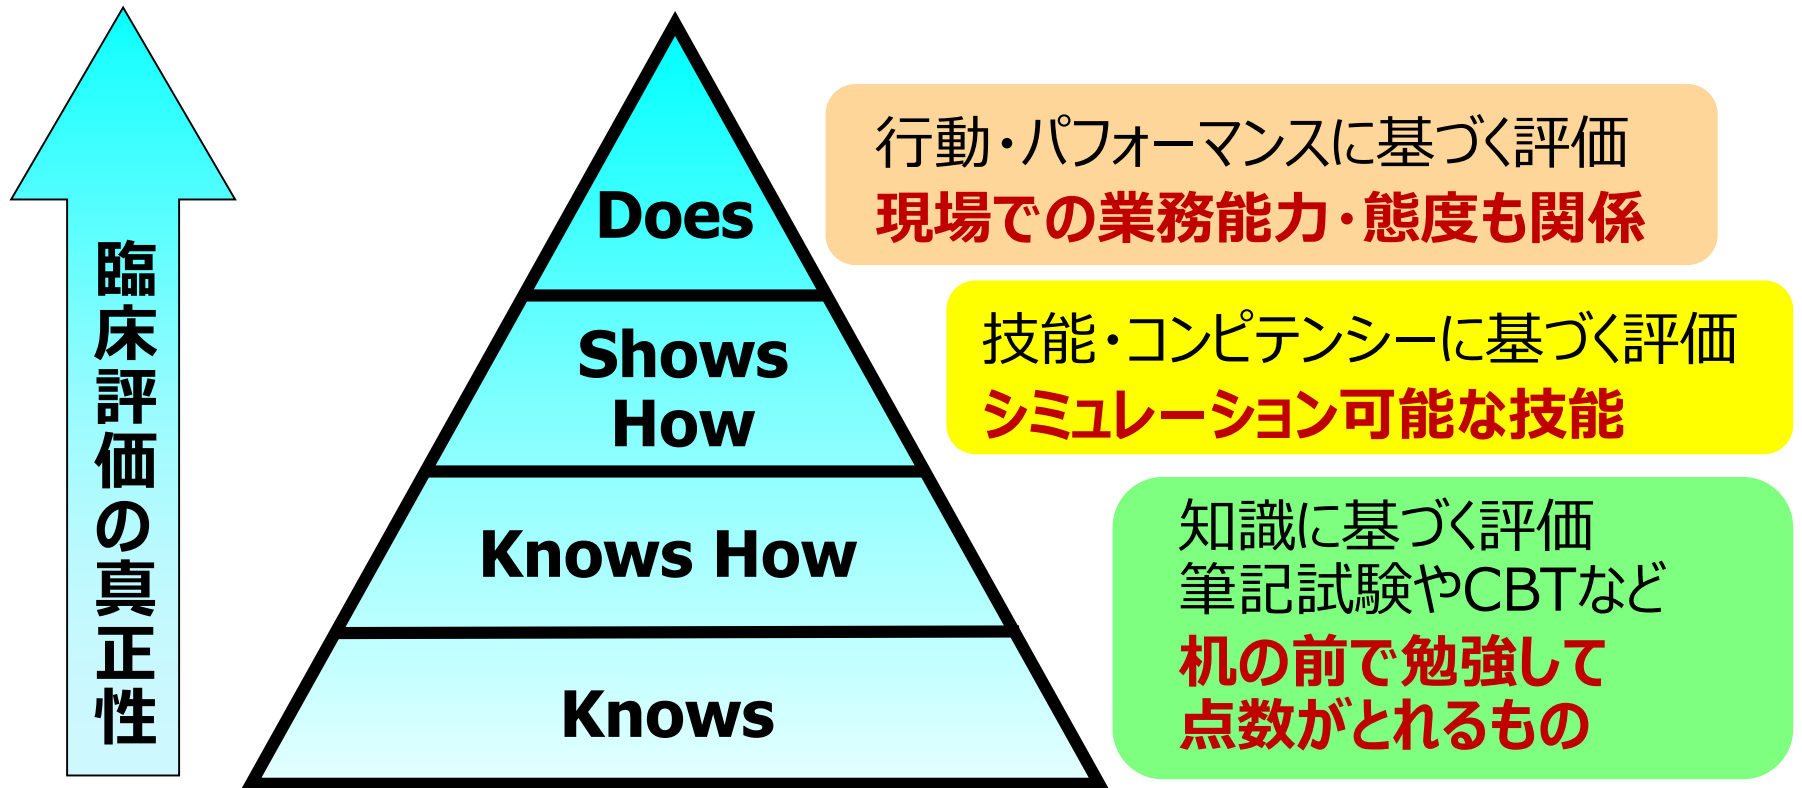 臨床評価の真正性
Does
Shows
How
Knows How
Knows
行動・パフォーマンスに基づく評価
現場での業務能力・態度も関係
技能・コンピテンシーに基づく評価
シミュレーション可能な技能
知識に基づく評価
筆記試験やCBTなど
机の前で勉強して
点数がとれるもの